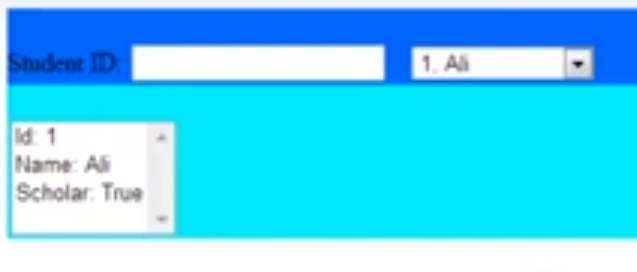 Student ID: 1, Ali
Id: 1
Name: Ali
Scholar: True